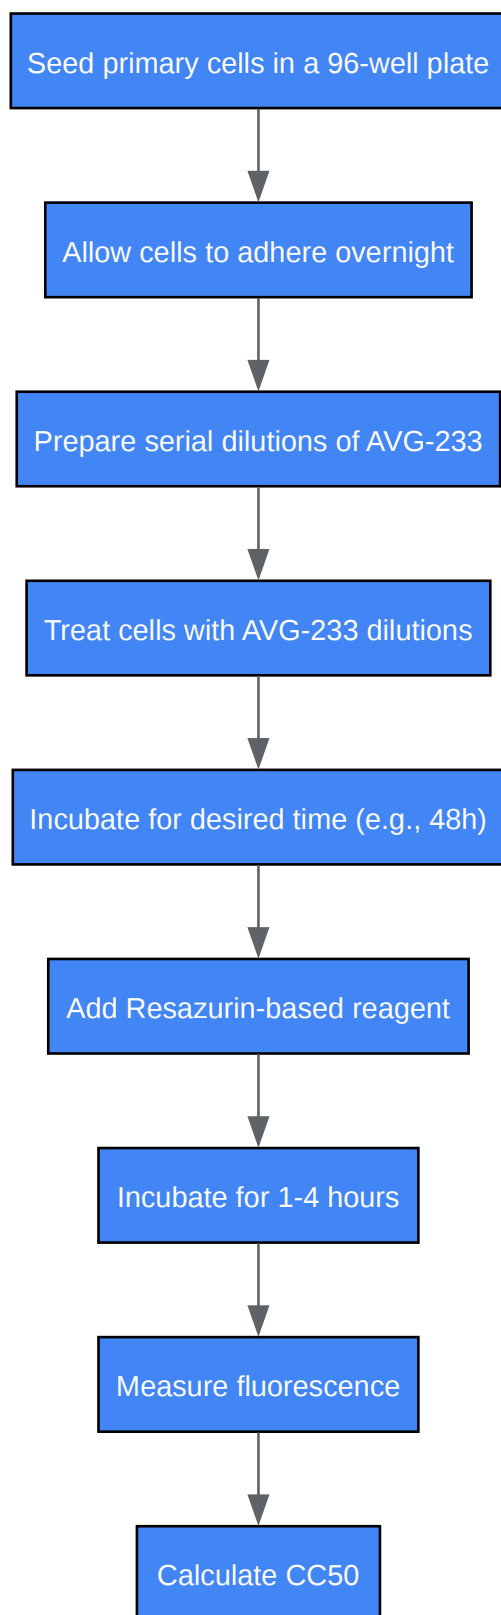 Seed primary cells in a 96-well plate
Allow cells to adhere overnight
Prepare serial dilutions of AVG-233
Treat cells with AVG-233 dilutions
Incubate for desired time (e.g., 48h)
Add Resazurin-based reagent
Incubate for 1-4 hours
Measure fluorescence
Calculate CC50